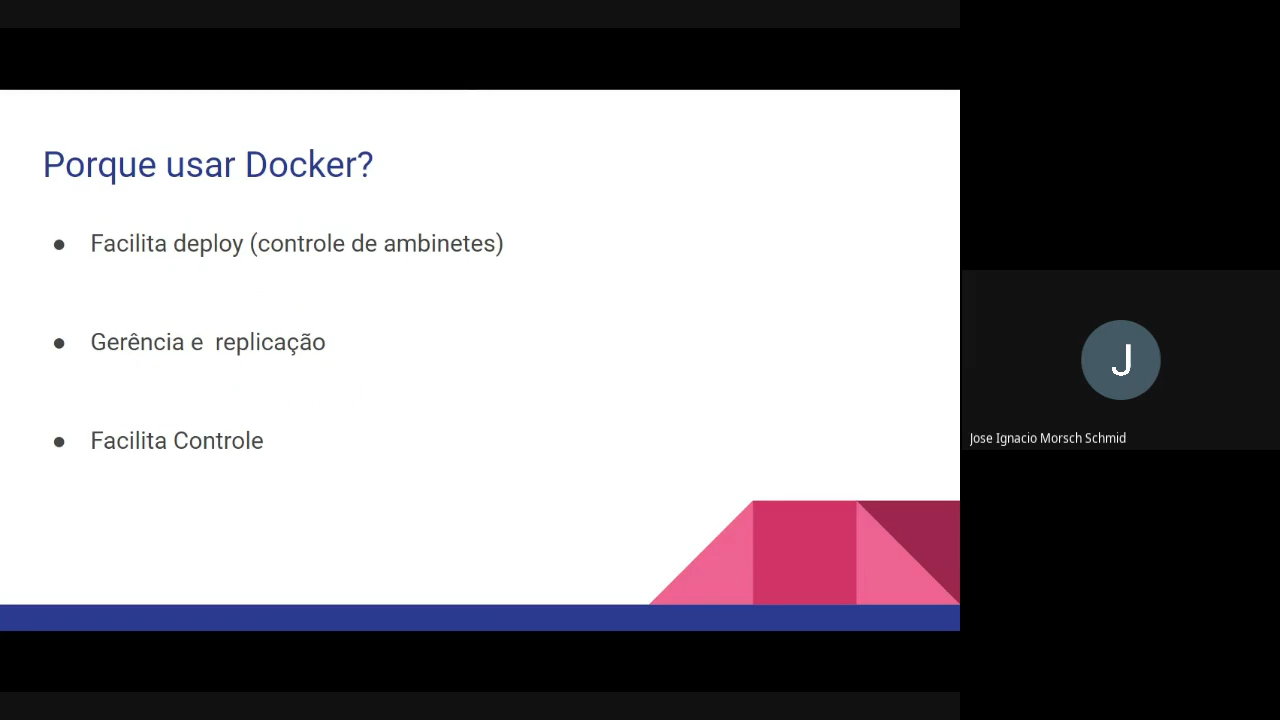 Porque usar Docker?
● Facilita deploy (controle de ambinetes)
● Gerência e  replicação
● Facilita Controle
J
Jose Ignacio Morsch Schmid